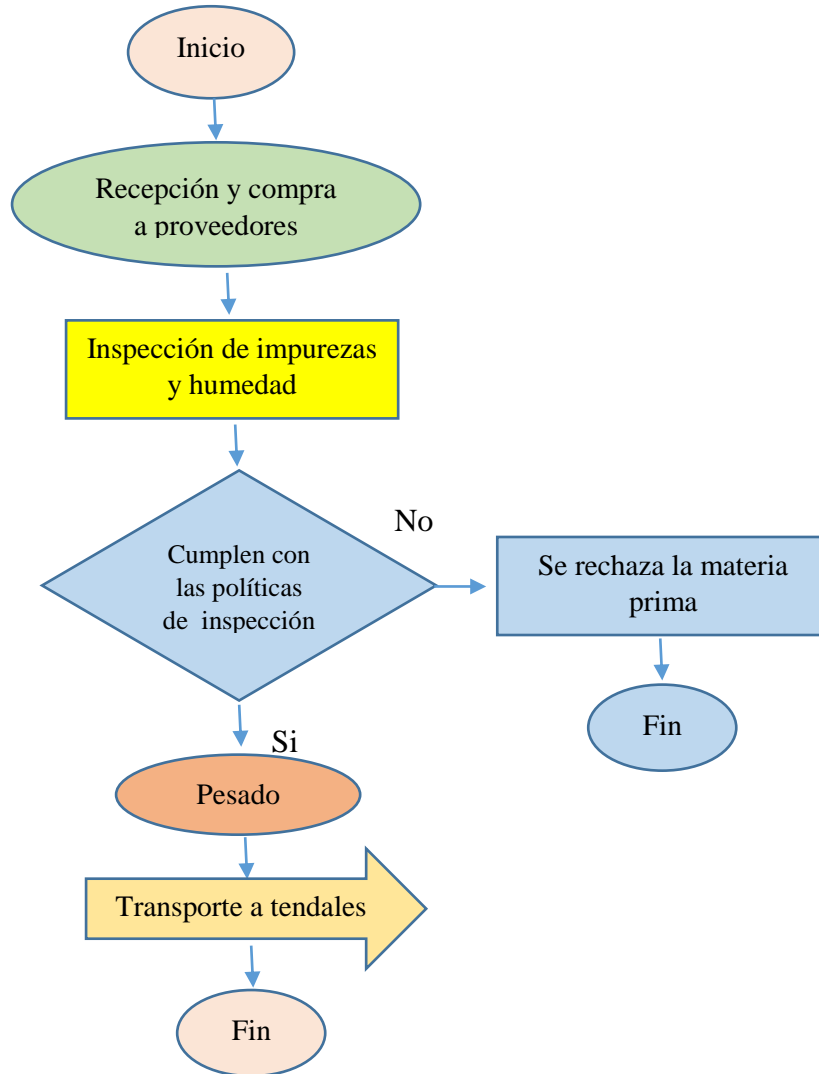 Inicio
Recepción y compra
a proveedores
Inspección de impurezas
y humedad
Cumplen con
las políticas
de inspección
No
Se rechaza la materia
prima
Fin
Si
Pesado
Transporte a tendales
Fin